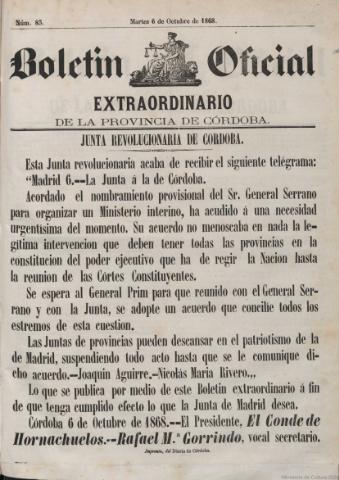 Núm. 85. Martes 6 de Octubre de 1868.
Boletin Oficial
EXTRAORDINARIO
DE LA PROVINCIA DE CÓRDOBA.
JUNTA REVOLUCIONARIA DE CORDOBA.
Esta Junta revolucionaria acaba de recibir el siguiente telégrama:
"Madrid 6.--La Junta á la de Córdoba.
Acordado el nombramiento provisional del Sr. General Serrano
para organizar un Ministerio interino, ha acudido á una necesidad
urgentísima del momento. Su acuerdo no menoscaba en nada la le-
gítima intervencion que deben tener todas las provincias en la
constitucion del poder ejecutivo que ha de regir la Nacion hasta
la reunion de las Córtes Constituyentes.
Se espera al General Prim para que reunido con el General Ser-
rano y con la Junta, se adopte un acuerdo que concilie todos los
estremos de esta cuestion.
Las Juntas de provincias pueden descansar en el patriotismo de la
de Madrid, suspendiendo todo acto hasta que se le comunique di-
cho acuerdo.--Joaquin Aguirre.-Nicolás Maria Rivero.,,
Lo que se publica por medio de este Boletin extraordinario á fin
de que tenga cumplido efecto lo que la Junta de Madrid desea.
Córdoba 6 de Octubre de 1868.--El Presidente, El Conde de
Hornachuelos.--Rafael M.ª Gorrindo, vocal secretario.
Imprenta, del Diario de Córdoba.